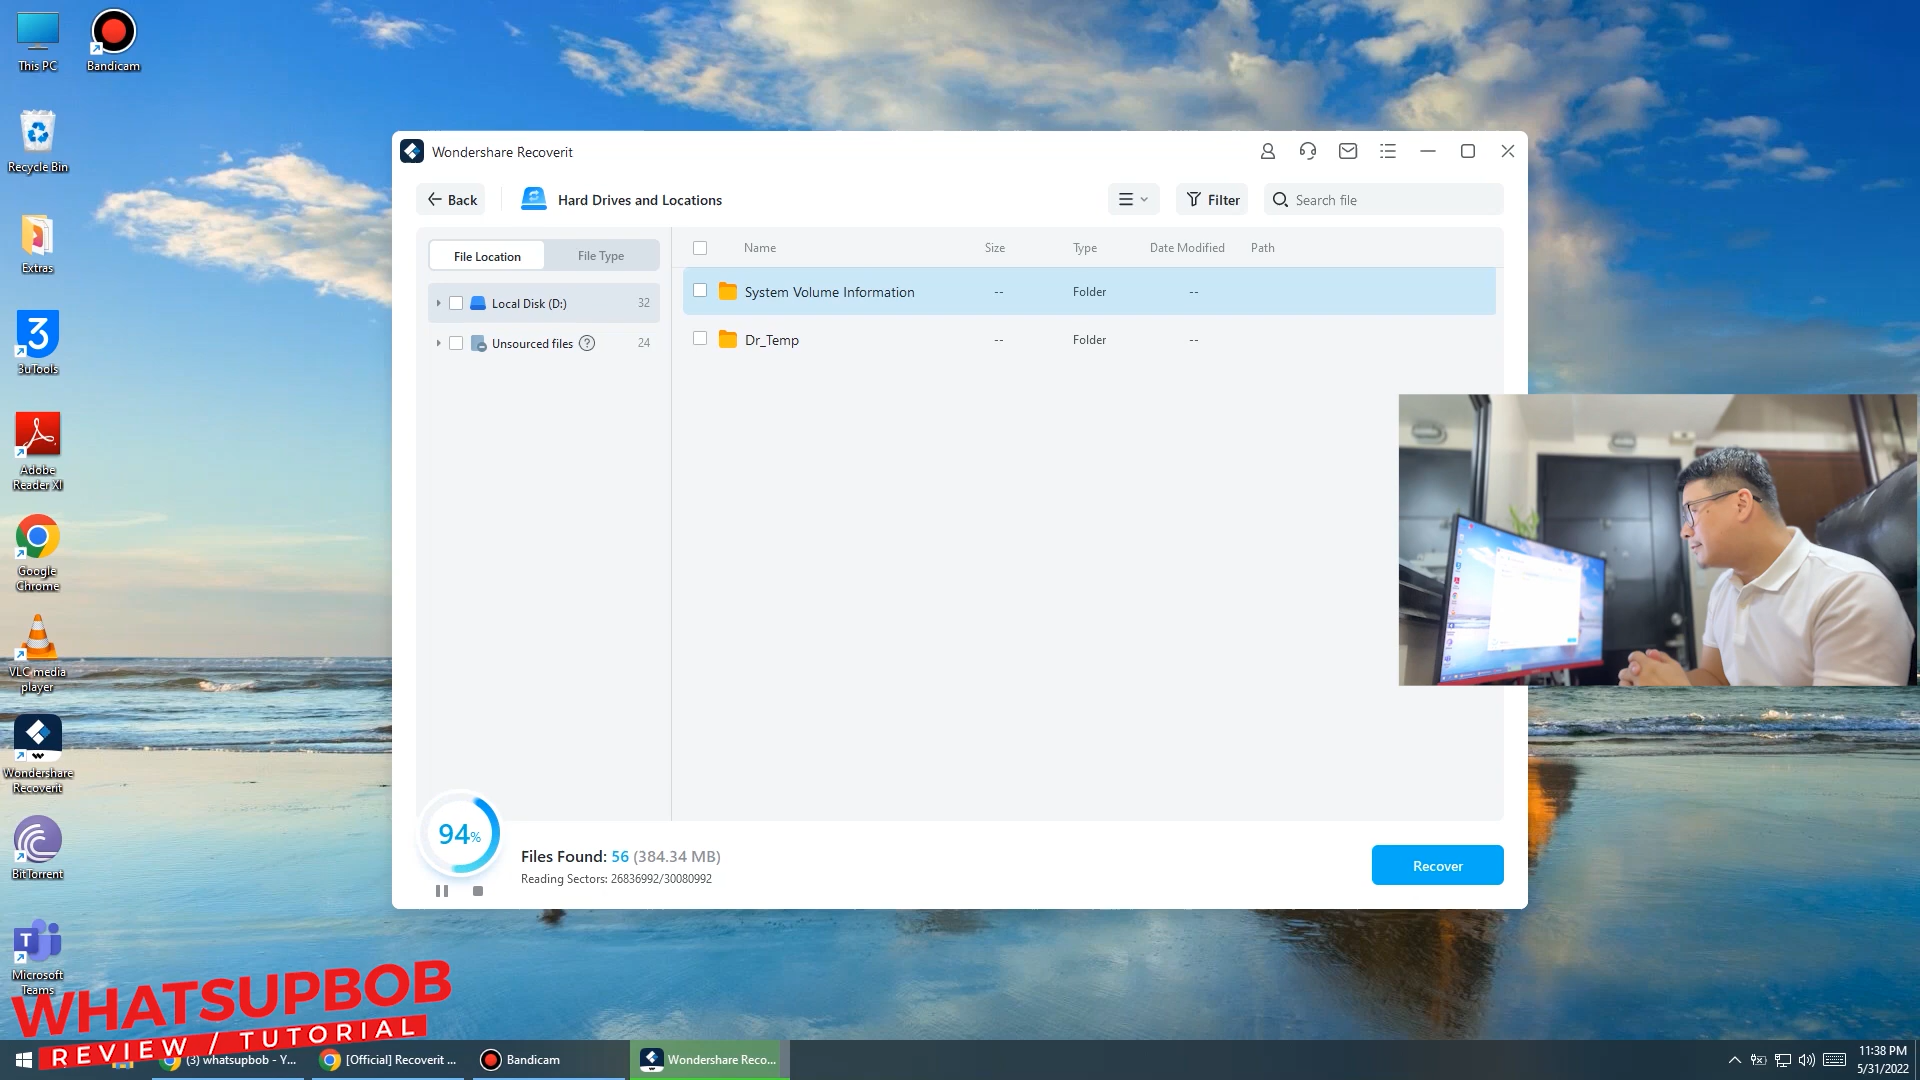 This PC
Bandicam
Recycle Bin
Extras
3
3uTools
Adobe
Reader XI
Google
Chrome
VLC media
player
Wondershare
Recoverit
BitTorrent
T
Microsoft
Teams
Wondershare Recoverit
Back
Hard Drives and Locations
Filter
Search file
File Location
File Type
Local Disk (D:)
32
Unsourced files ?
24
Name
Size
Type
Date Modified
Path
System Volume Information
--
Folder
--
Dr_Temp
--
Folder
--
94%
Files Found: 56 (384.34 MB)
Reading Sectors: 26836992/30080992
Recover
WHATSUPBOB
REVIEW / TUTORIAL
(3) whatsupbob - Y...
[Official] Recoverit ...
Bandicam
Wondershare Reco...
11:38 PM
5/31/2022